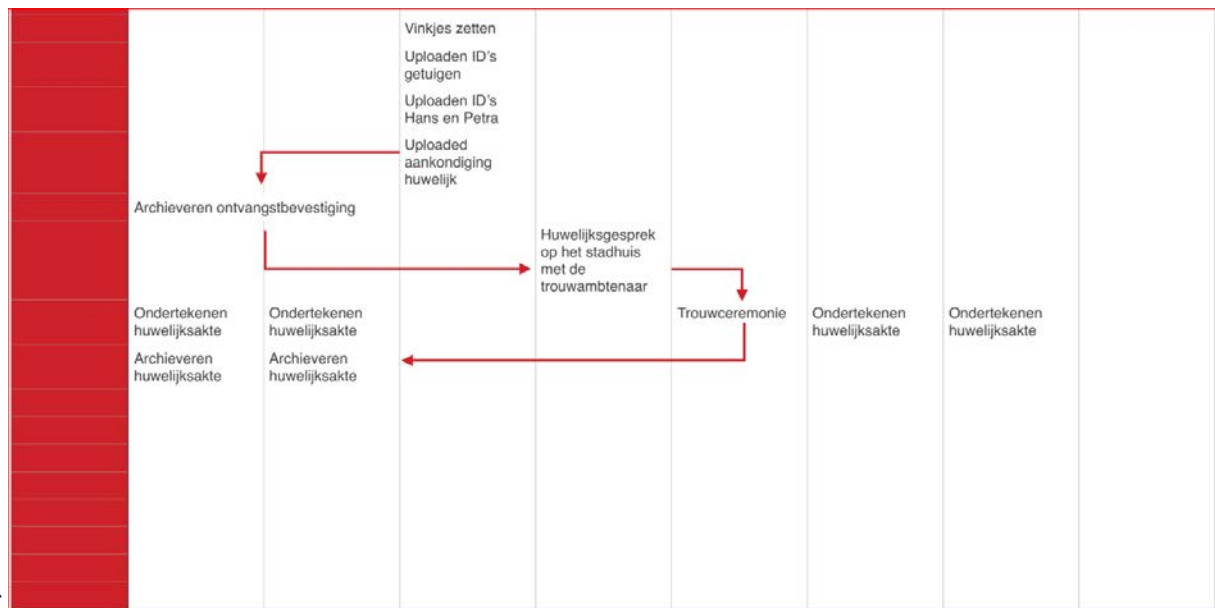 Vinkjes zetten
Uploaden ID's
getuigen
Uploaden ID's
Hans en Petra
Uploaded
aankondiging
huwelijk
Archieveren ontvangstbevestiging
Huwelijksgesprek
op het stadhuis
met de
trouwambtenaar
Ondertekenen
huwelijksakte
Ondertekenen
huwelijksakte
Trouwceremonie
Ondertekenen
huwelijksakte
Ondertekenen
huwelijksakte
Archieveren
huwelijksakte
Archieveren
huwelijksakte